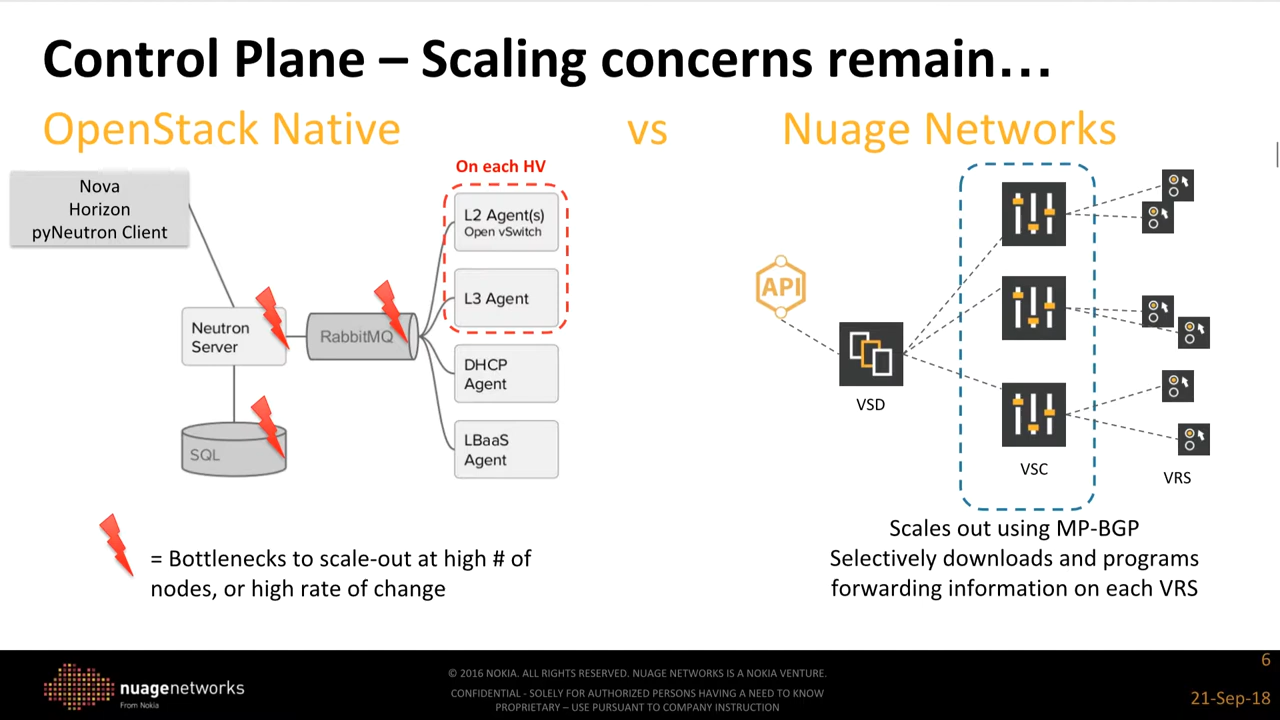 Control Plane – Scaling concerns remain…
OpenStack Native
vs
Nuage Networks
On each HV
Nova
Horizon
pyNeutron Client
L2 Agent(s)
Open vSwitch
L3 Agent
Neutron
Server
RabbitMQ
DHCP
Agent
SQL
LBaaS
Agent
API
VSD
VSC
VRS
= Bottlenecks to scale-out at high # of
nodes, or high rate of change
Scales out using MP-BGP
Selectively downloads and programs
forwarding information on each VRS
nuagenetworks
From Nokia
© 2016 NOKIA. ALL RIGHTS RESERVED. NUAGE NETWORKS IS A NOKIA VENTURE.
CONFIDENTIAL - SOLELY FOR AUTHORIZED PERSONS HAVING A NEED TO KNOW
PROPRIETARY – USE PURSUANT TO COMPANY INSTRUCTION
6
21-Sep-18